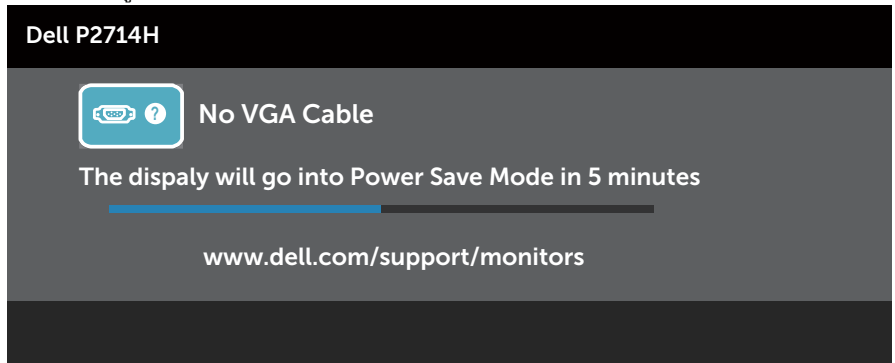 Dell P2714H
? No VGA Cable
The dispaly will go into Power Save Mode in 5 minutes
www.dell.com/support/monitors